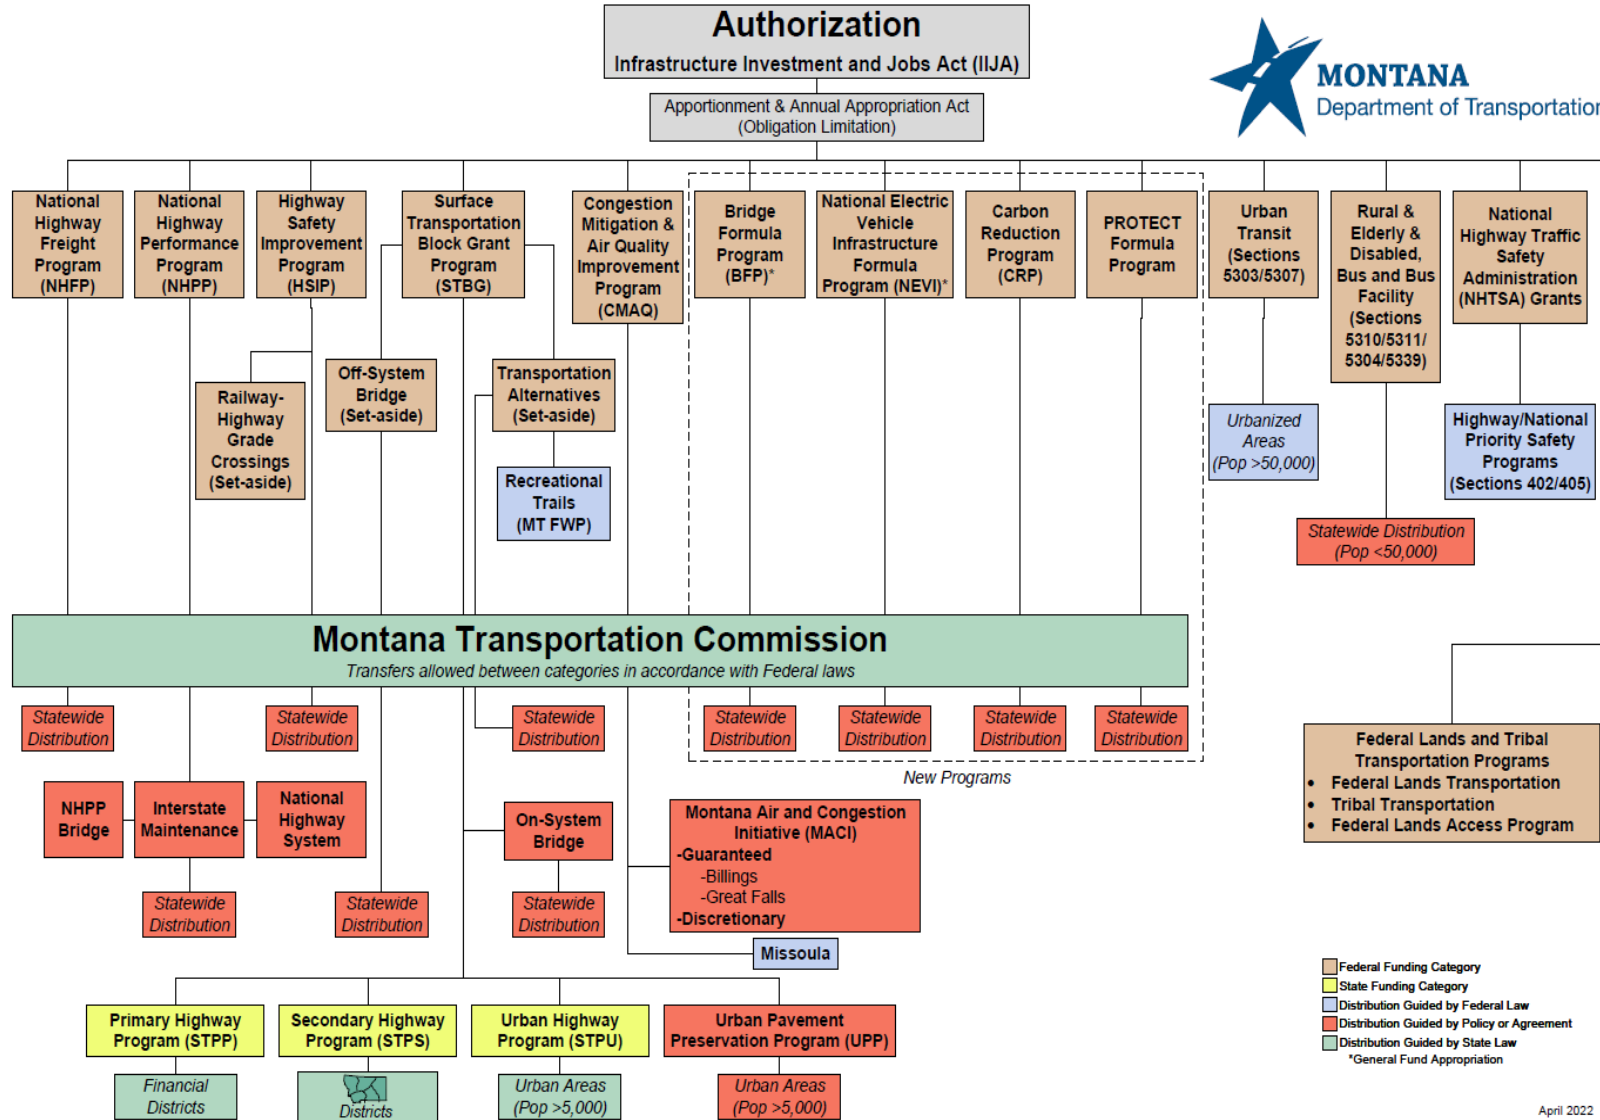 Authorization
Infrastructure Investment and Jobs Act (IIJA)
MONTANA
Department of Transportation
Apportionment & Annual Appropriation Act
(Obligation Limitation)
National
Highway
Freight
Program
(NHFP)
National
Highway
Performance
Program
(NHPP)
Highway
Safety
Improvement
Program
(HSIP)
Surface
Transportation
Block Grant
Program
(STBG)
Congestion
Mitigation &
Air Quality
Improvement
Program
(CMAQ)
Bridge
Formula
Program
(BFP)*
National Electric
Vehicle
Infrastructure
Formula
Program (NEVI)*
Carbon
Reduction
Program
(CRP)
PROTECT
Formula
Program
Urban
Transit
(Sections
5303/5307)
Rural &
Elderly &
Disabled,
Bus and Bus
Facility
(Sections
5310/5311/
5304/5339)
National
Highway Traffic
Safety
Administration
(NHTSA) Grants
Railway-
Highway
Grade
Crossings
(Set-aside)
Off-System
Bridge
(Set-aside)
Transportation
Alternatives
(Set-aside)
Recreational
Trails
(MT FWP)
Urbanized
Areas
(Pop >50,000)
Highway/National
Priority Safety
Programs
(Sections 402/405)
Statewide Distribution
(Pop <50,000)
Montana Transportation Commission
Transfers allowed between categories in accordance with Federal laws
Statewide
Distribution
Statewide
Distribution
Statewide
Distribution
Statewide
Distribution
Statewide
Distribution
Statewide
Distribution
Statewide
Distribution
New Programs
NHPP
Bridge
Interstate
Maintenance
National
Highway
System
On-System
Bridge
Montana Air and Congestion
Initiative (MACI)
-Guaranteed
-Billings
-Great Falls
-Discretionary
Federal Lands and Tribal
Transportation Programs
• Federal Lands Transportation
• Tribal Transportation
• Federal Lands Access Program
Statewide
Distribution
Statewide
Distribution
Statewide
Distribution
Missoula
Primary Highway
Program (STPP)
Secondary Highway
Program (STPS)
Urban Highway
Program (STPU)
Urban Pavement
Preservation Program (UPP)
Financial
Districts
Districts
Urban Areas
(Pop >5,000)
Urban Areas
(Pop >5,000)
Federal Funding Category
State Funding Category
Distribution Guided by Federal Law
Distribution Guided by Policy or Agreement
Distribution Guided by State Law
*General Fund Appropriation
April 2022